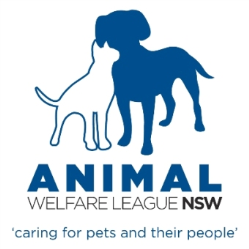 ANIMAL
WELFARE LEAGUE NSW
'caring for pets and their people'